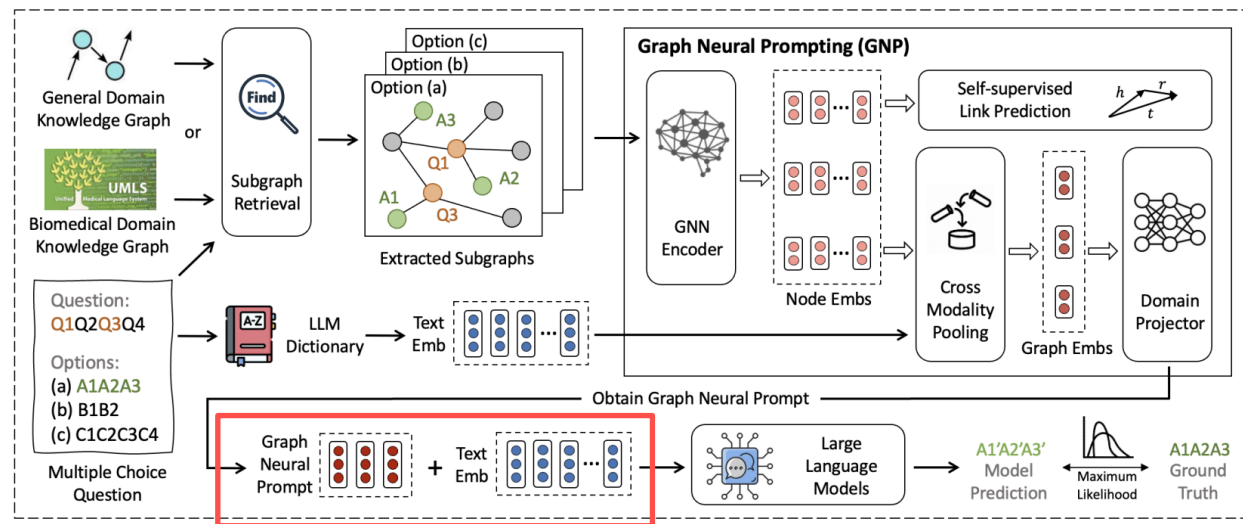 General Domain
Knowledge Graph
or
UMLS
Unified Medical Language System
Biomedical Domain
Knowledge Graph
Find
Subgraph
Retrieval
Option (c)
Option (b)
Option (a)
A3
Q1
A2
A1
Q3
Extracted Subgraphs
Graph Neural Prompting (GNP)
GNN
Encoder
Node Embs
Self-supervised
Link Prediction
h
r
t
Cross
Modality
Pooling
Graph Embs
Domain
Projector
Question:
Q1Q2Q3Q4
Options:
(a) A1A2A3
(b) B1B2
(c) C1C2C3C4
Multiple Choice
Question
A-Z
LLM
Dictionary
Text
Emb
Obtain Graph Neural Prompt
Graph
Neural
Prompt
+
Text
Emb
Large
Language
Models
A1'A2'A3'
Model
Prediction
Maximum
Likelihood
A1A2A3
Ground
Truth